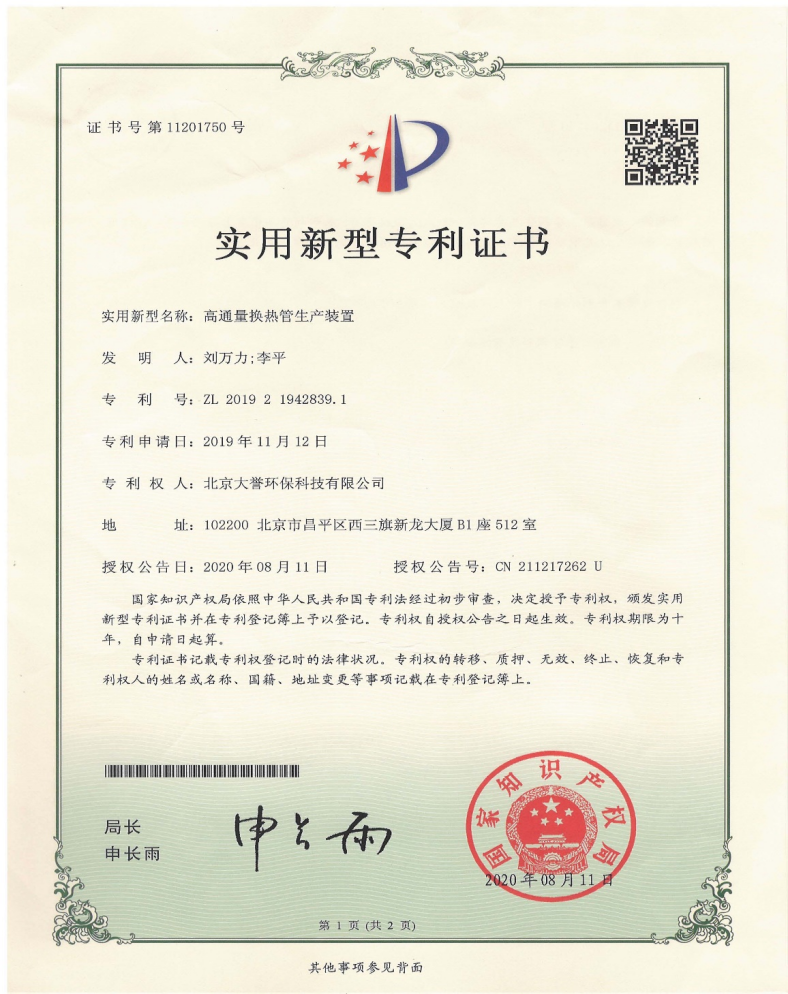 证书号第11201750号
实用新型专利证书
实用新型名称：高通量换热管生产装置
发明人：刘万力;李平
专利号：ZL 2019 2 1942839.1
专利申请日：2019年11月12日
专利权人：北京大誉环保科技有限公司
地址：102200 北京市昌平区西三旗新龙大厦B1座512室
授权公告日：2020年08月11日 授权公告号：CN 211217262 U
国家知识产权局依照中华人民共和国专利法经过初步审查，决定授予专利权，颁发实用
新型专利证书并在专利登记簿上予以登记。专利权自授权公告之日起生效。专利权期限为十
年，自申请日起算。
专利证书记载专利权登记时的法律状况。专利权的转移、质押、无效、终止、恢复和专
利权人的姓名或名称、国籍、地址变更等事项记载在专利登记簿上。
局长
申长雨
申长雨
国家知识产权局
2020年08月11日
第 1 页 (共 2 页)
其他事项参见背面